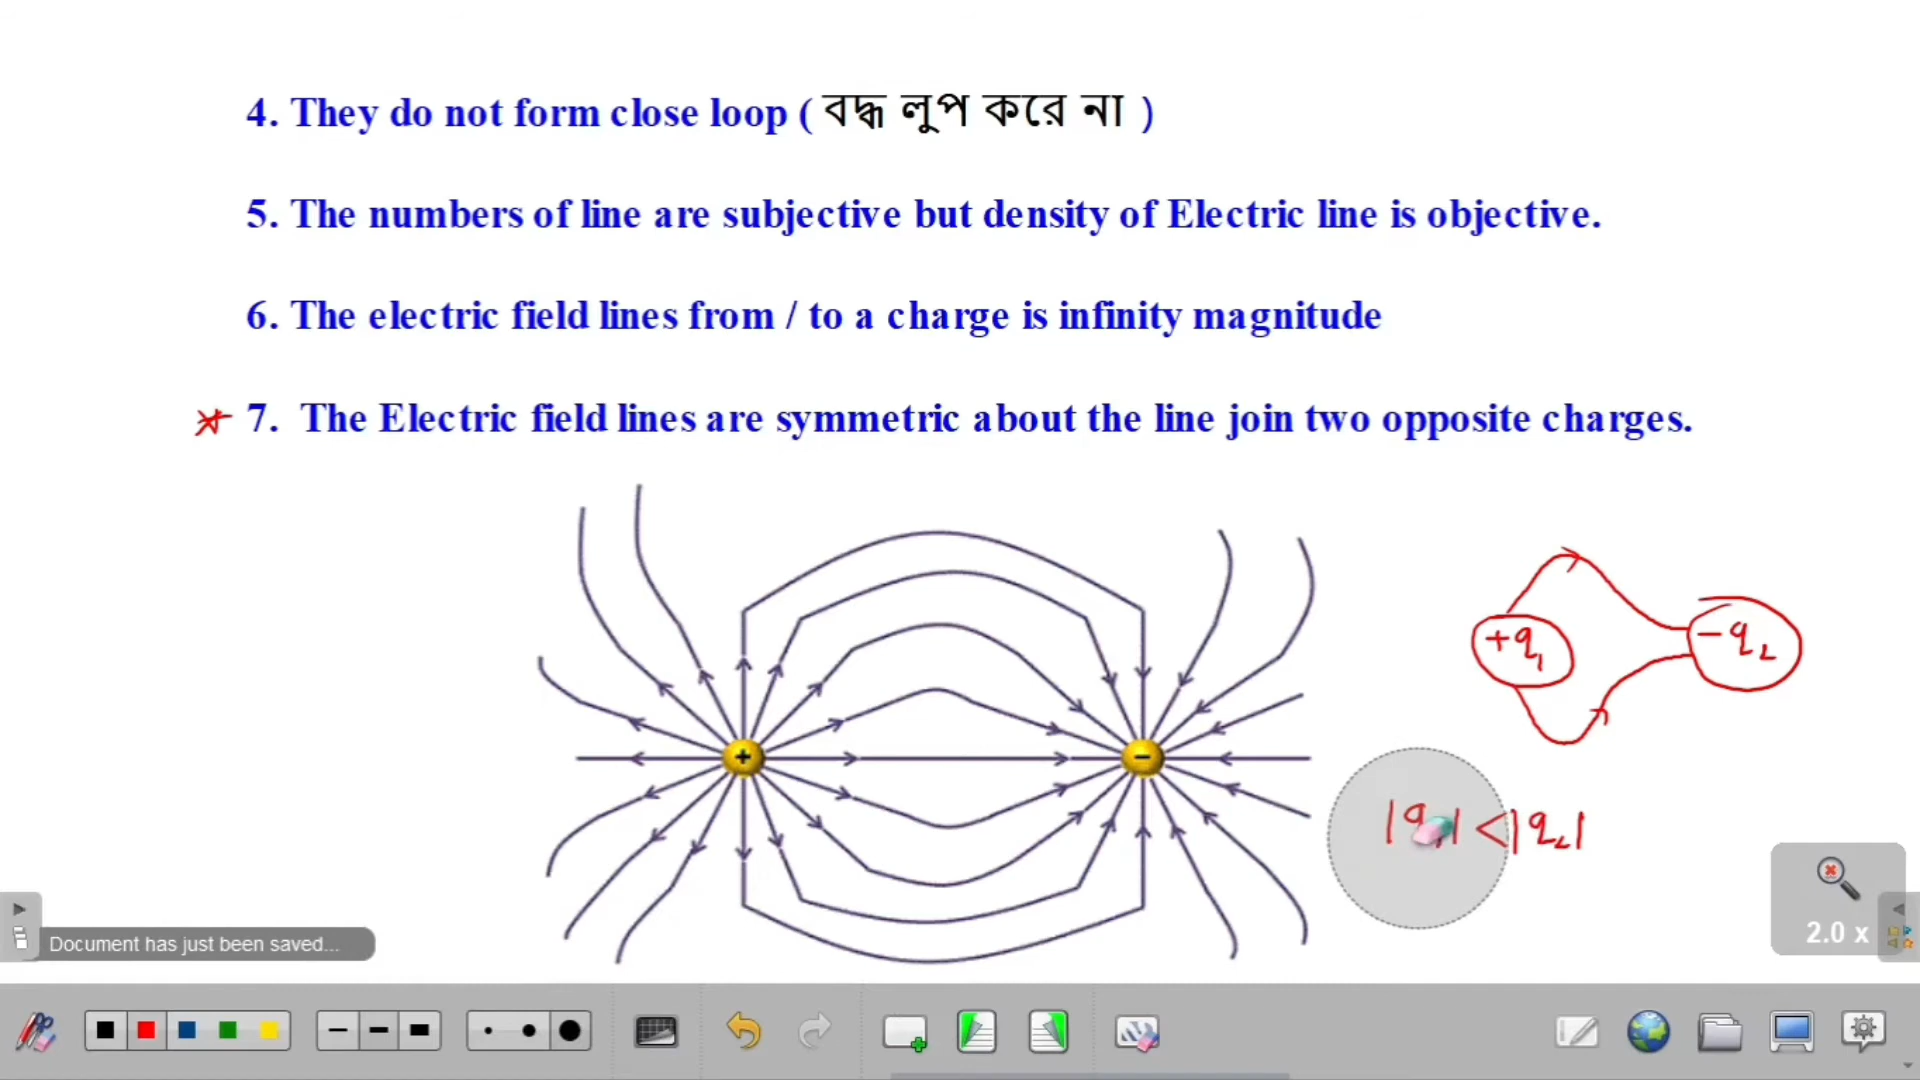 4. They do not form close loop ( বদ্ধ লুপ করে না )
5. The numbers of line are subjective but density of Electric line is objective.
6. The electric field lines from / to a charge is infinity magnitude
7. The Electric field lines are symmetric about the line join two opposite charges.
+q₁
-q₂
+
-
|q₁| < |q₂|
2.0 x
Document has just been saved...